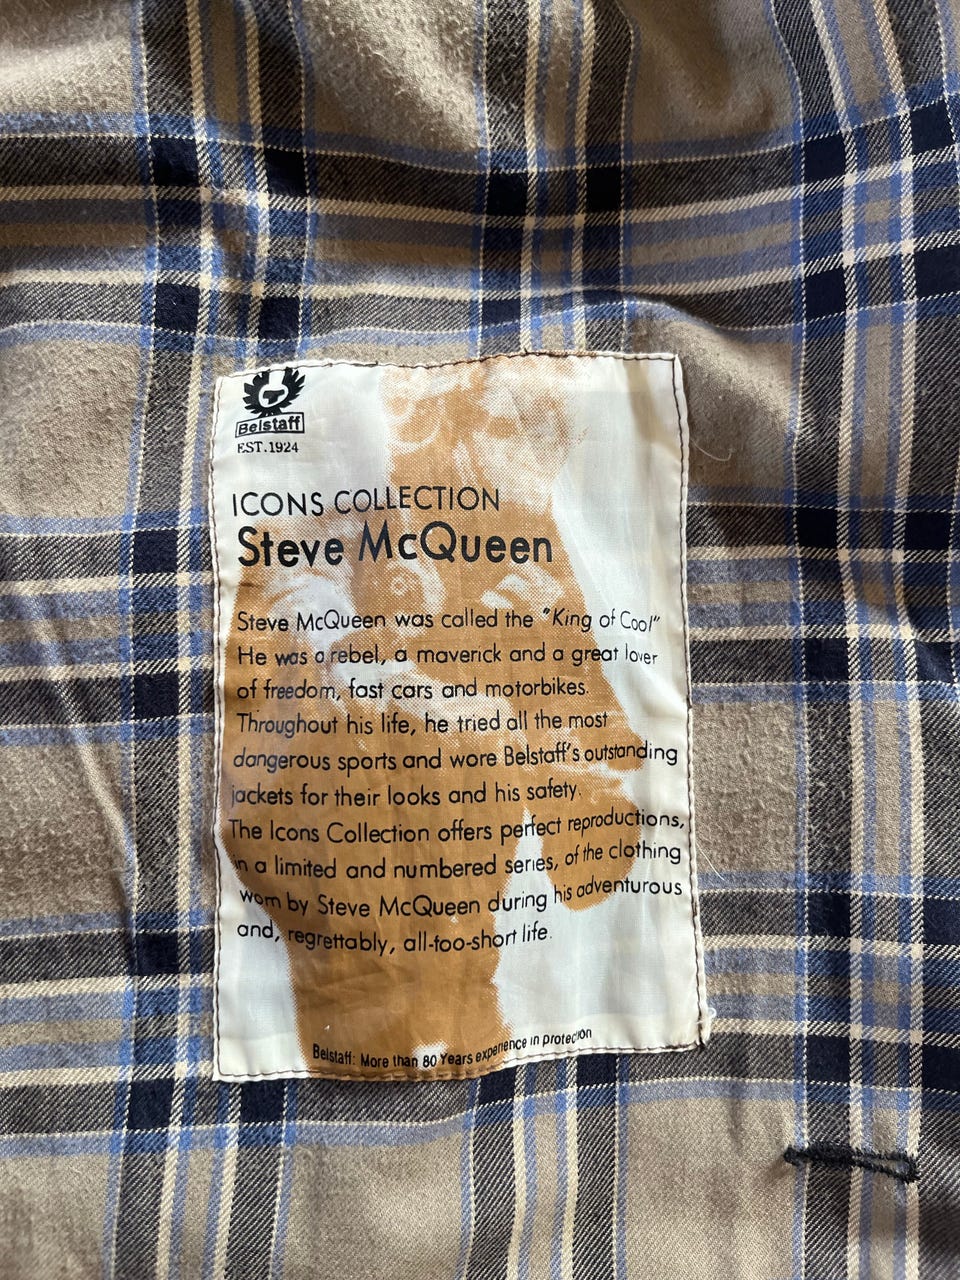 Belstaff
EST.1924
ICONS COLLECTION
Steve McQueen
Steve McQueen was called the "King of Cool"
He was a rebel, a maverick and a great lover
of freedom, fast cars and motorbikes.
Throughout his life, he tried all the most
dangerous sports and wore Belstaff's outstanding
jackets for their looks and his safety.
The Icons Collection offers perfect reproductions,
in a limited and numbered series, of the clothing
worn by Steve McQueen during his adventurous
and, regrettably, all-too-short life.
Belstaff: More than 80 Years experience in protection